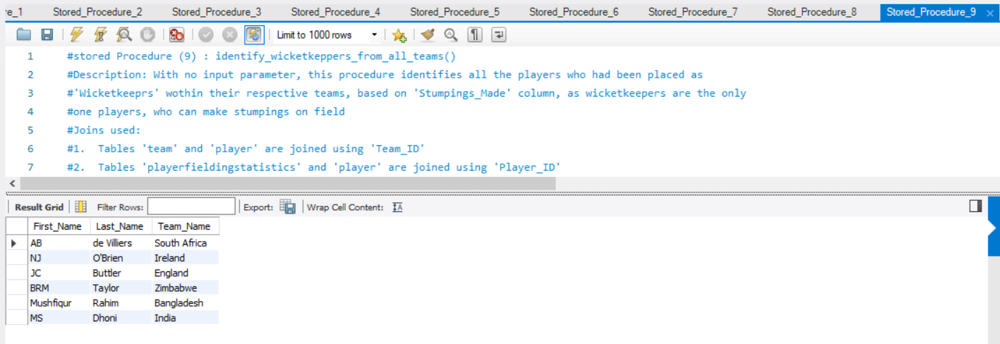 re_1 Stored_Procedure_2 Stored_Procedure_3 Stored_Procedure_4 Stored_Procedure_5 Stored_Procedure_6 Stored_Procedure_7 Stored_Procedure_8 Stored_Procedure_9
Limit to 1000 rows
1 #stored Procedure (9) : identify_wicketkeppers_from_all_teams()
2 #Description: With no input parameter, this procedure identifies all the players who had been placed as
3 #'Wicketkeeprs' wothin their respective teams, based on 'Stumpings_Made' column, as wicketkeepers are the only
4 #one players, who can make stumpings on field
5 #Joins used:
6 #1. Tables 'team' and 'player' are joined using 'Team_ID'
7 #2. Tables 'playerfieldingstatistics' and 'player' are joined using 'Player_ID'
Result Grid Filter Rows: Export: Wrap Cell Content: IA
First_Name Last_Name Team_Name
AB de Villiers South Africa
NJ O'Brien Ireland
JC Buttler England
BRM Taylor Zimbabwe
Mushfiqur Rahim Bangladesh
MS Dhoni India